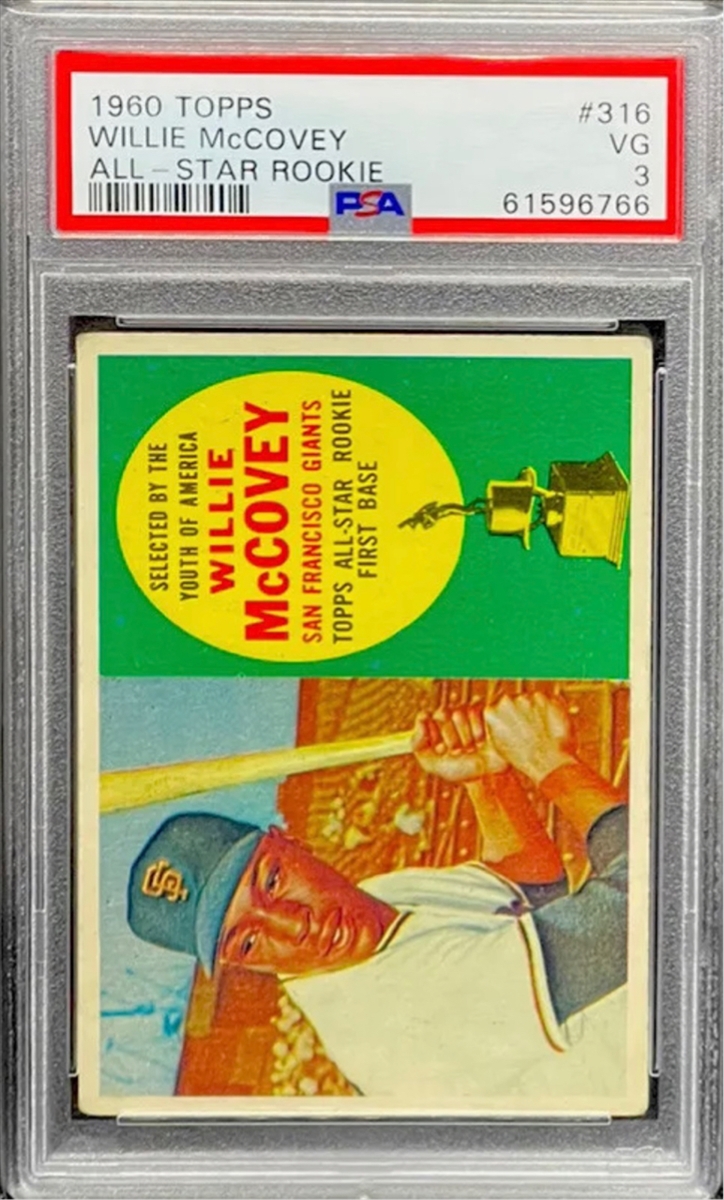 1960 TOPPS #316
WILLIE McCOVEY VG
ALL-STAR ROOKIE 3
PSA 61596766
SELECTED BY THE
YOUTH OF AMERICA
WILLIE
McCOVEY
SAN FRANCISCO GIANTS
TOPPS ALL-STAR ROOKIE
FIRST BASE
SF